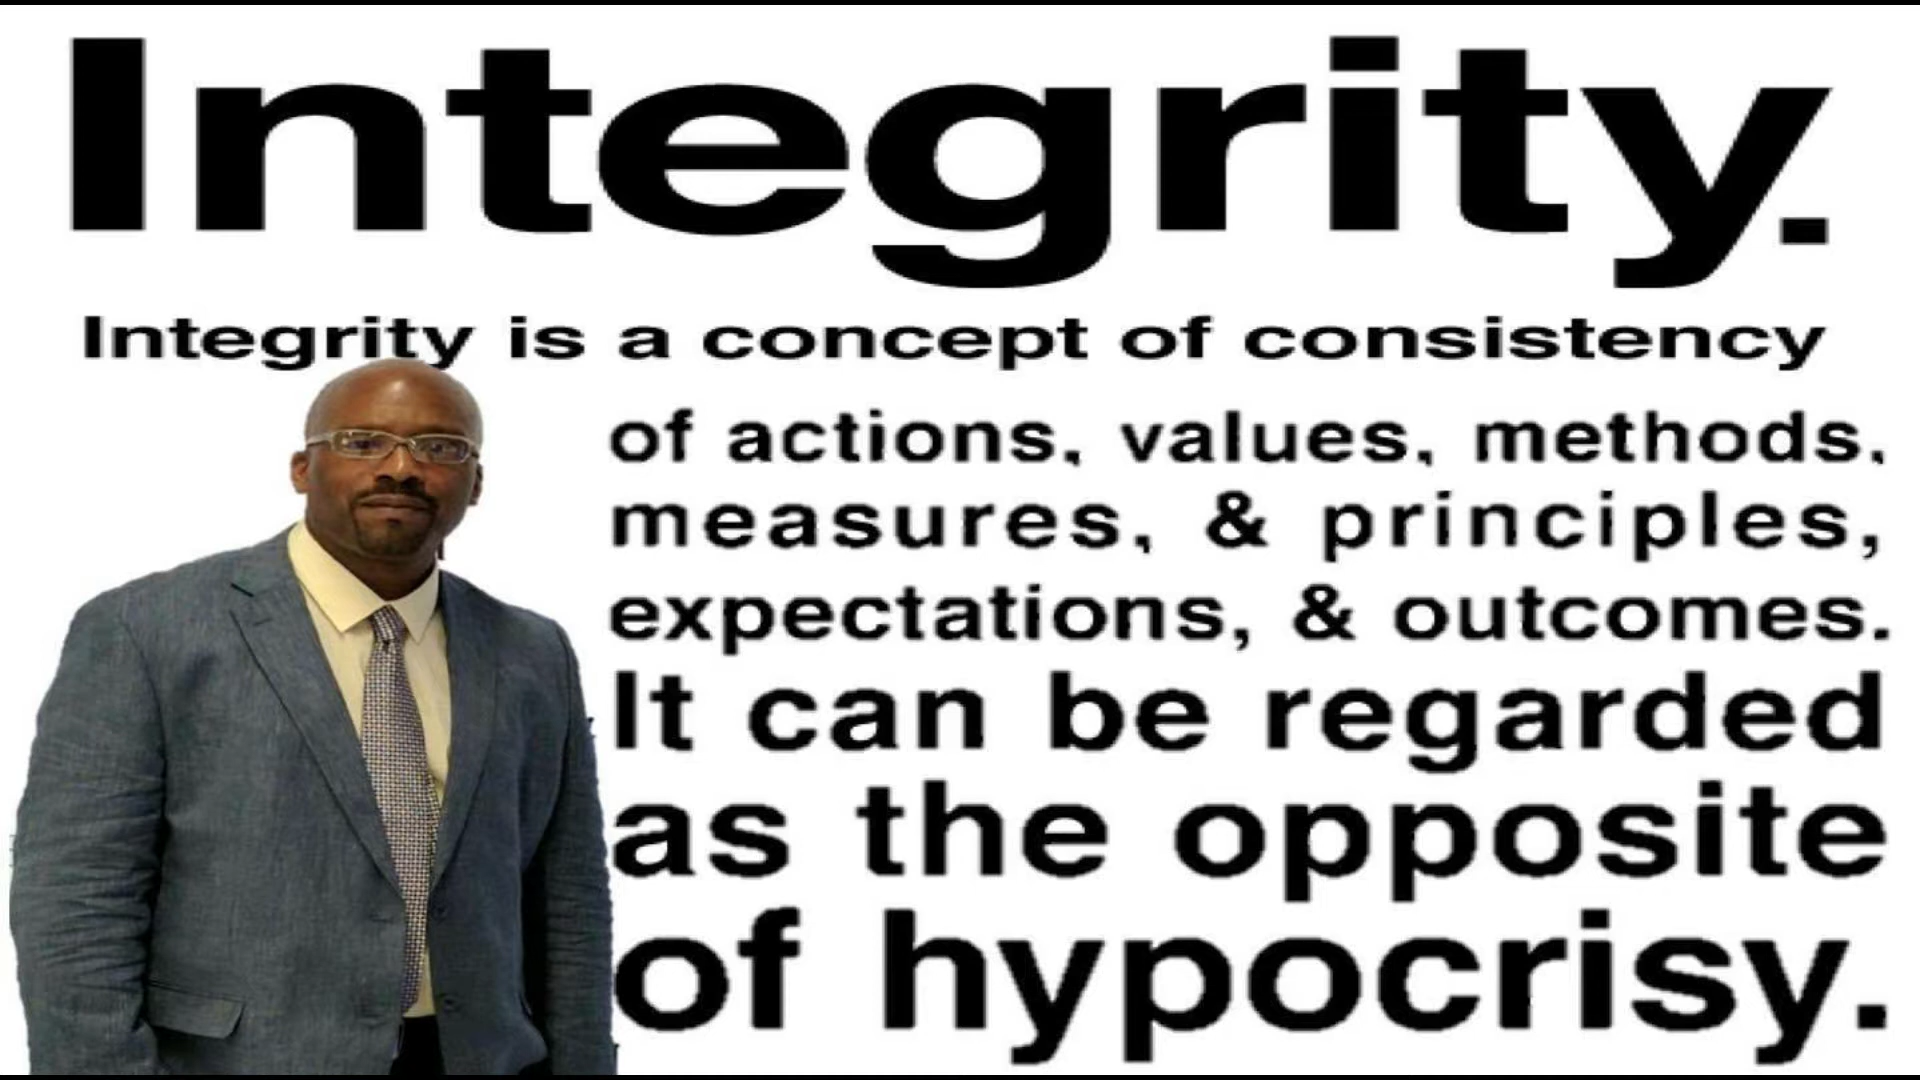 Integrity.
Integrity is a concept of consistency
of actions, values, methods,
measures, & principles,
expectations, & outcomes.
It can be regarded
as the opposite
of hypocrisy.